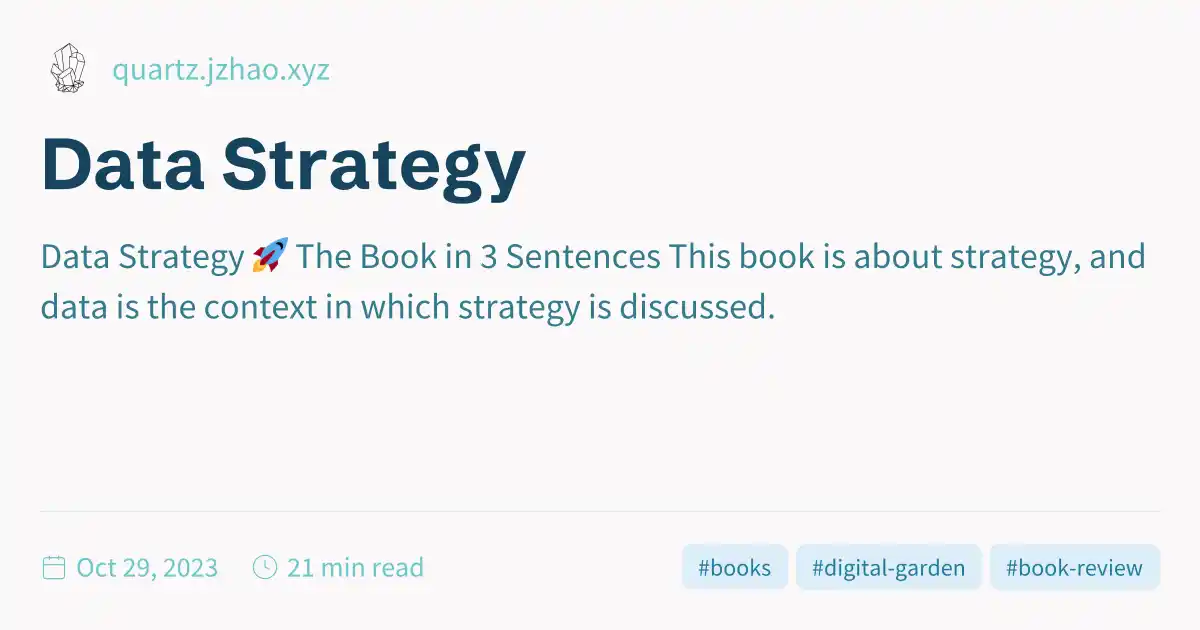 quartz.jzhao.xyz
Data Strategy
Data Strategy 🚀 The Book in 3 Sentences This book is about strategy, and
data is the context in which strategy is discussed.
Oct 29, 2023 21 min read #books #digital-garden #book-review